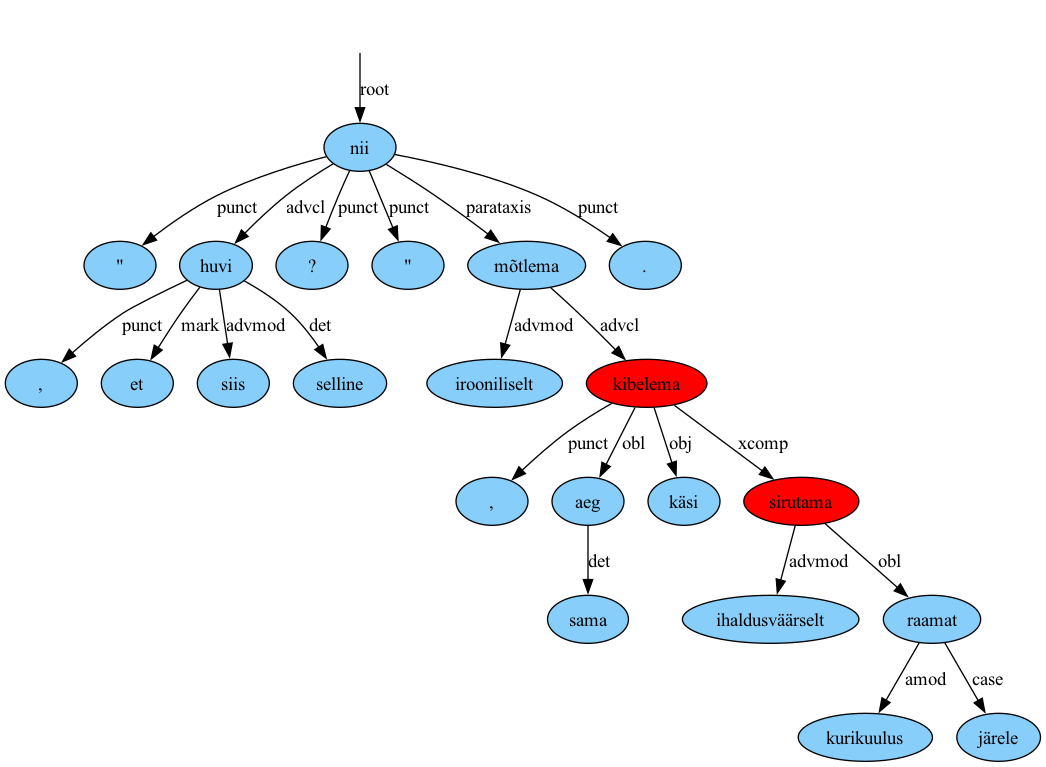 root
nii
punct advcl punct punct parataxis punct
" huvi ? " mõtlema .
punct mark advmod det advmod advcl
, et siis selline irooniliselt kibelema
punct obl obj xcomp
, aeg käsi sirutama
det advmod obl
sama ihaldusväärselt raamat
amod case
kurikuulus järele